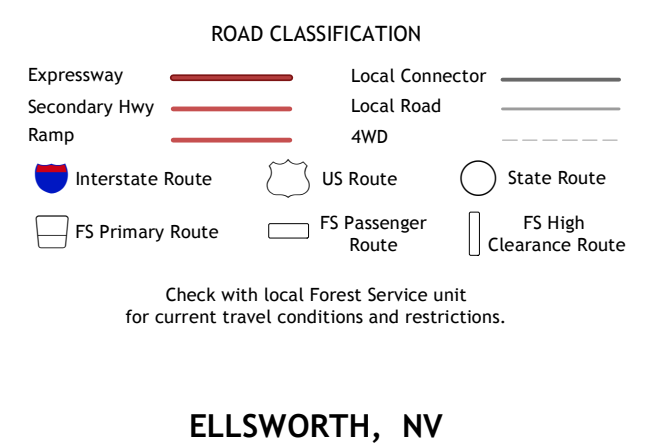 ROAD CLASSIFICATION
Expressway
Local Connector
Secondary Hwy
Local Road
Ramp
4WD
Interstate Route
US Route
State Route
FS Primary Route
FS Passenger
Route
FS High
Clearance Route
Check with local Forest Service unit
for current travel conditions and restrictions.
ELLSWORTH, NV